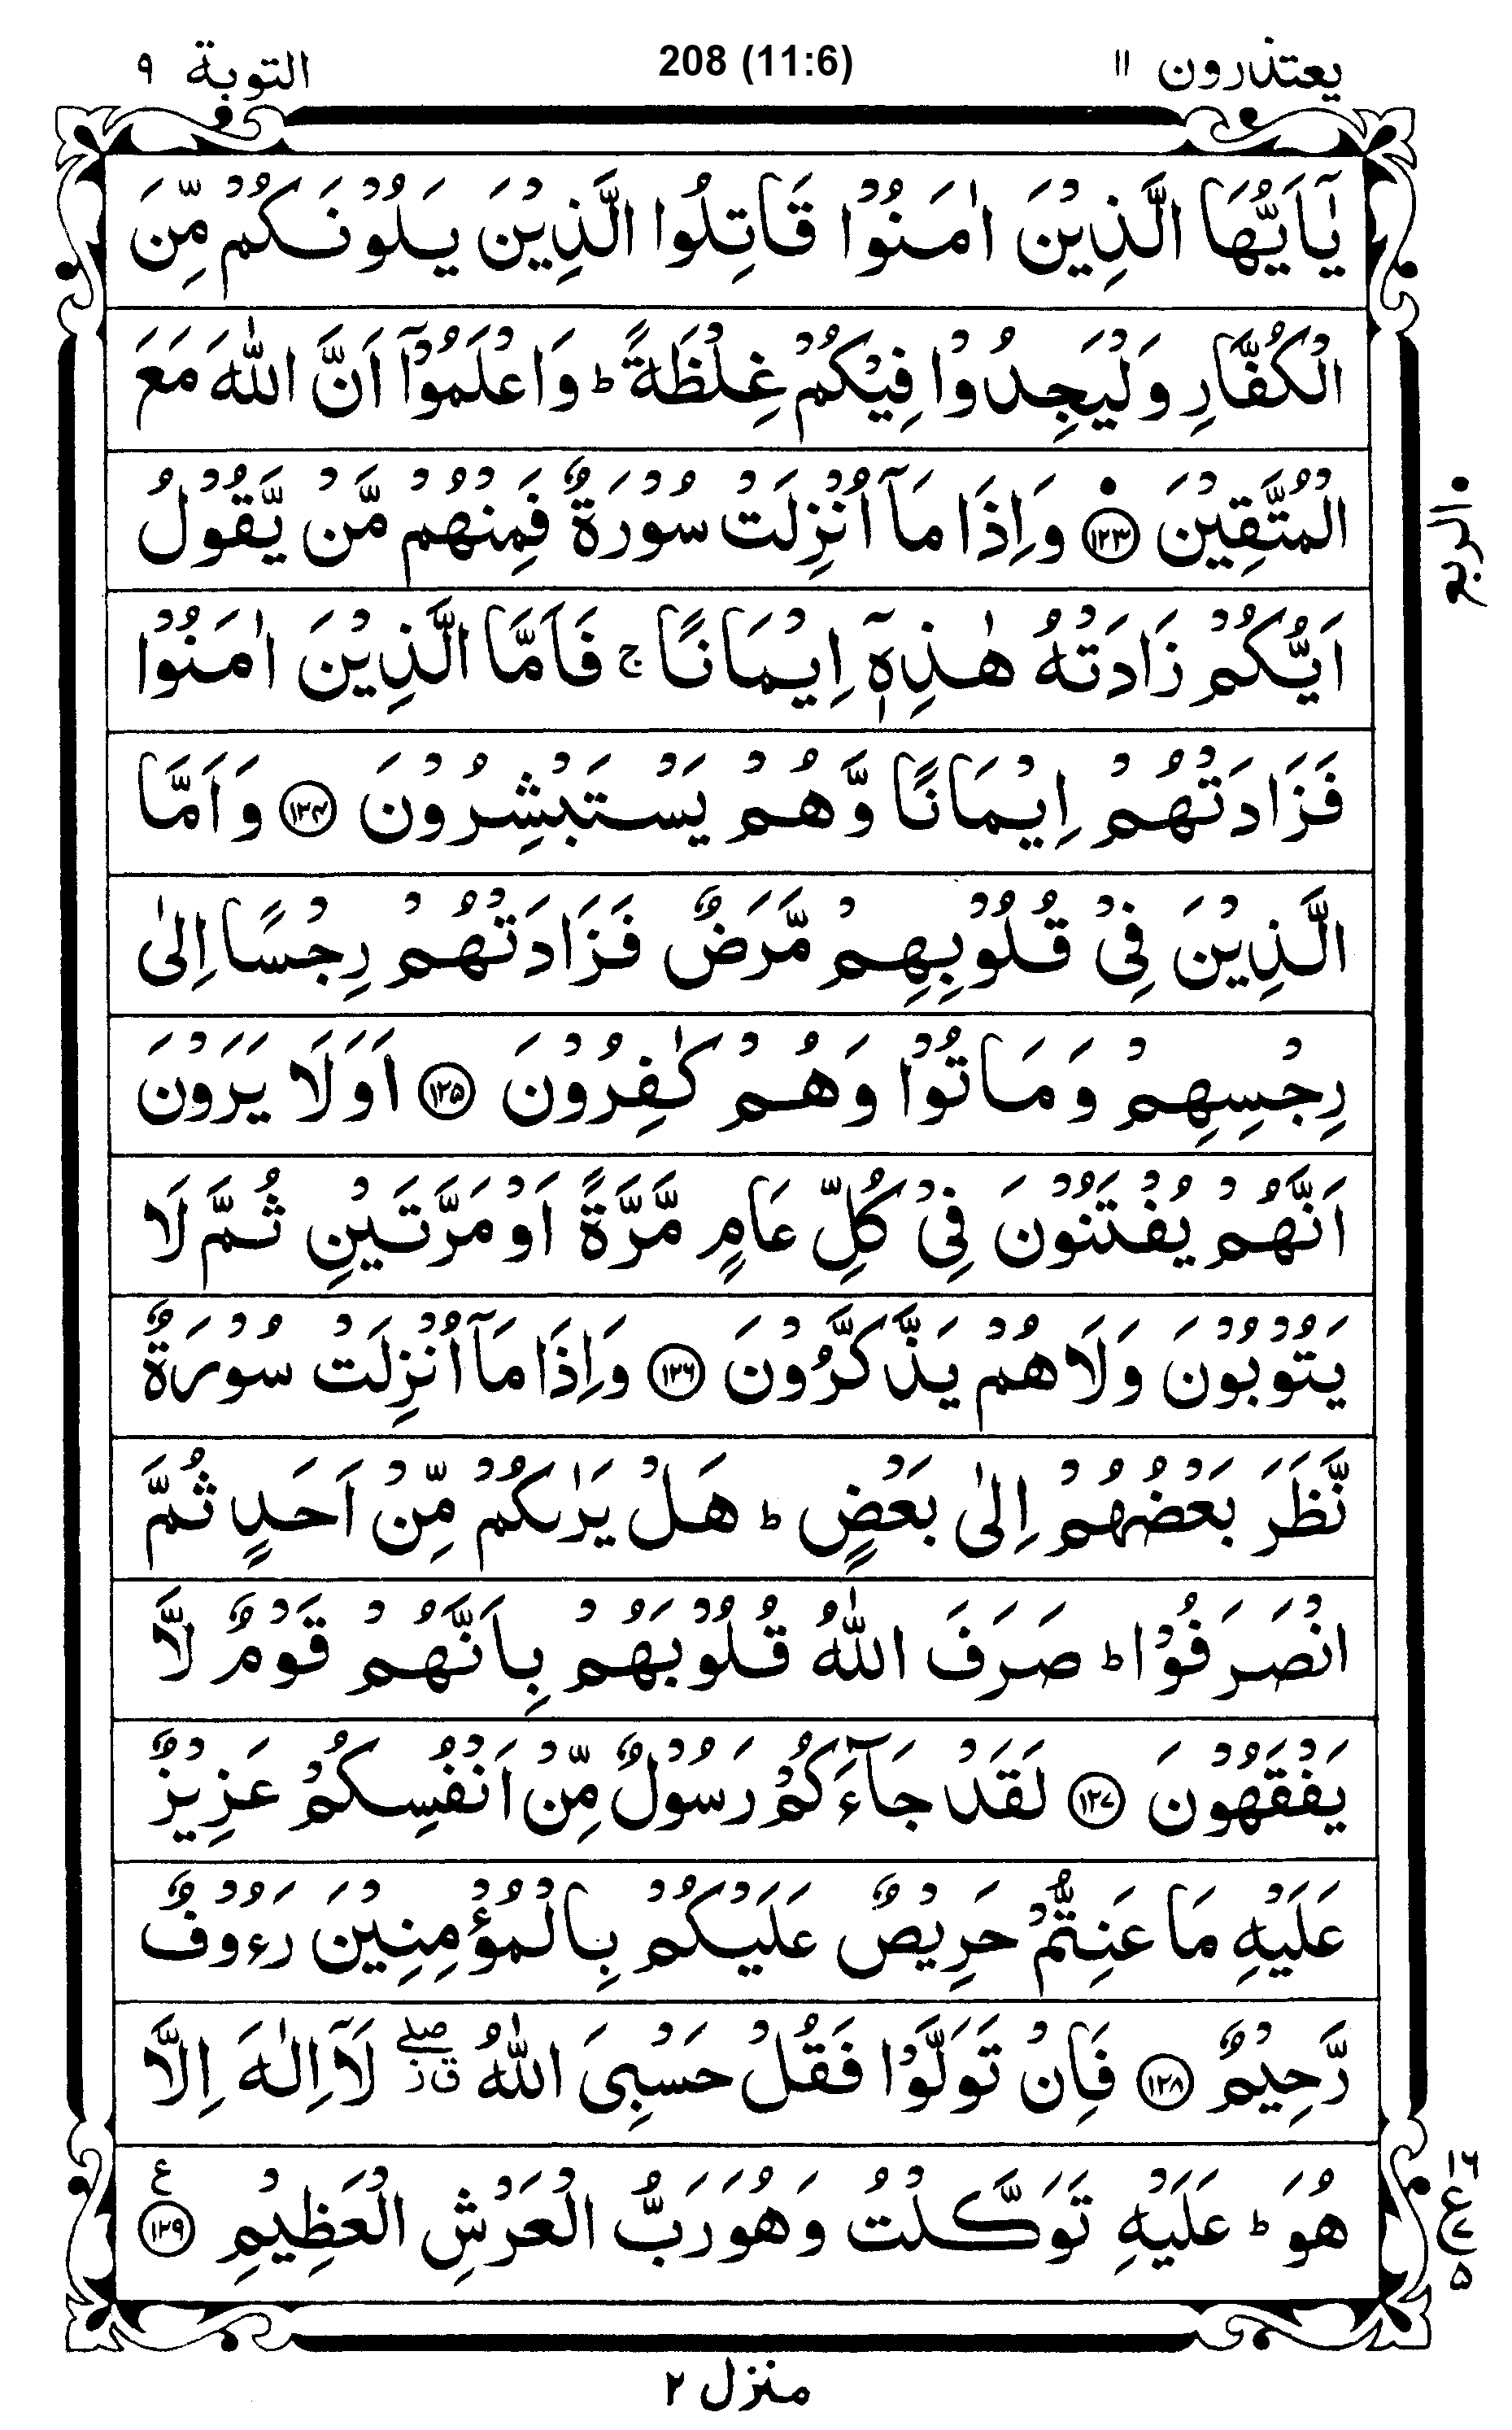 يعتذرون ١١ 208 (11:6) التوبة ٩
يٰۤاَيُّهَا الَّذِيْنَ اٰمَنُوْا قَاتِلُوا الَّذِيْنَ يَلُوْنَكُمْ مِّنَ
الْكُفَّارِ وَلْيَجِدُوْا فِيْكُمْ غِلْظَةً ؕ وَاعْلَمُوْۤا اَنَّ اللّٰهَ مَعَ
الْمُتَّقِيْنَ ۝١٢٣ وَاِذَا مَاۤ اُنْزِلَتْ سُوْرَةٌ فَمِنْهُمْ مَّنْ يَّقُوْلُ
اَيُّكُمْ زَادَتْهُ هٰذِهٖۤ اِيْمَانًا ۚ فَاَمَّا الَّذِيْنَ اٰمَنُوْا
فَزَادَتْهُمْ اِيْمَانًا وَّهُمْ يَسْتَبْشِرُوْنَ ۝١٢٤ وَاَمَّا
الَّذِيْنَ فِيْ قُلُوْبِهِمْ مَّرَضٌ فَزَادَتْهُمْ رِجْسًا اِلٰى
رِجْسِهِمْ وَمَاتُوْا وَهُمْ كٰفِرُوْنَ ۝١٢٥ اَوَلَا يَرَوْنَ
اَنَّهُمْ يُفْتَنُوْنَ فِيْ كُلِّ عَامٍ مَّرَّةً اَوْ مَرَّتَيْنِ ثُمَّ لَا
يَتُوْبُوْنَ وَلَا هُمْ يَذَّكَّرُوْنَ ۝١٢٦ وَاِذَا مَاۤ اُنْزِلَتْ سُوْرَةٌ
نَّظَرَ بَعْضُهُمْ اِلٰى بَعْضٍ ؕ هَلْ يَرٰىكُمْ مِّنْ اَحَدٍ ثُمَّ
انْصَرَفُوْا ؕ صَرَفَ اللّٰهُ قُلُوْبَهُمْ بِاَنَّهُمْ قَوْمٌ لَّا
يَفْقَهُوْنَ ۝١٢٧ لَقَدْ جَآءَكُمْ رَسُوْلٌ مِّنْ اَنْفُسِكُمْ عَزِيْزٌ
عَلَيْهِ مَا عَنِتُّمْ حَرِيْصٌ عَلَيْكُمْ بِالْمُؤْمِنِيْنَ رَءُوْفٌ
رَّحِيْمٌ ۝١٢٨ فَاِنْ تَوَلَّوْا فَقُلْ حَسْبِيَ اللّٰهُ ۖق ز لَاۤ اِلٰهَ اِلَّا
هُوَ ؕ عَلَيْهِ تَوَكَّلْتُ وَهُوَ رَبُّ الْعَرْشِ الْعَظِيْمِ ۝١٢٩ ع
الربع
١٦ ع ٧ ٥
منزل ٢